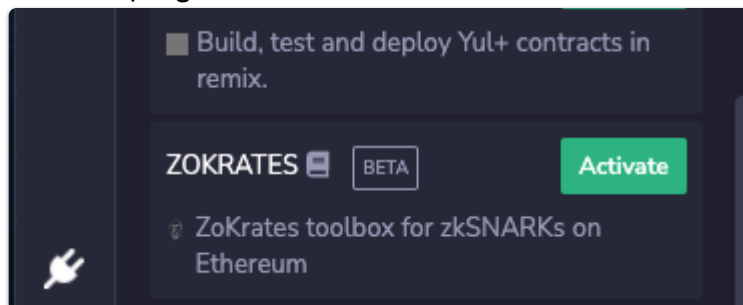 Build, test and deploy Yul+ contracts in
remix.
ZOKRATES BETA Activate
ZoKrates toolbox for zkSNARKs on
Ethereum